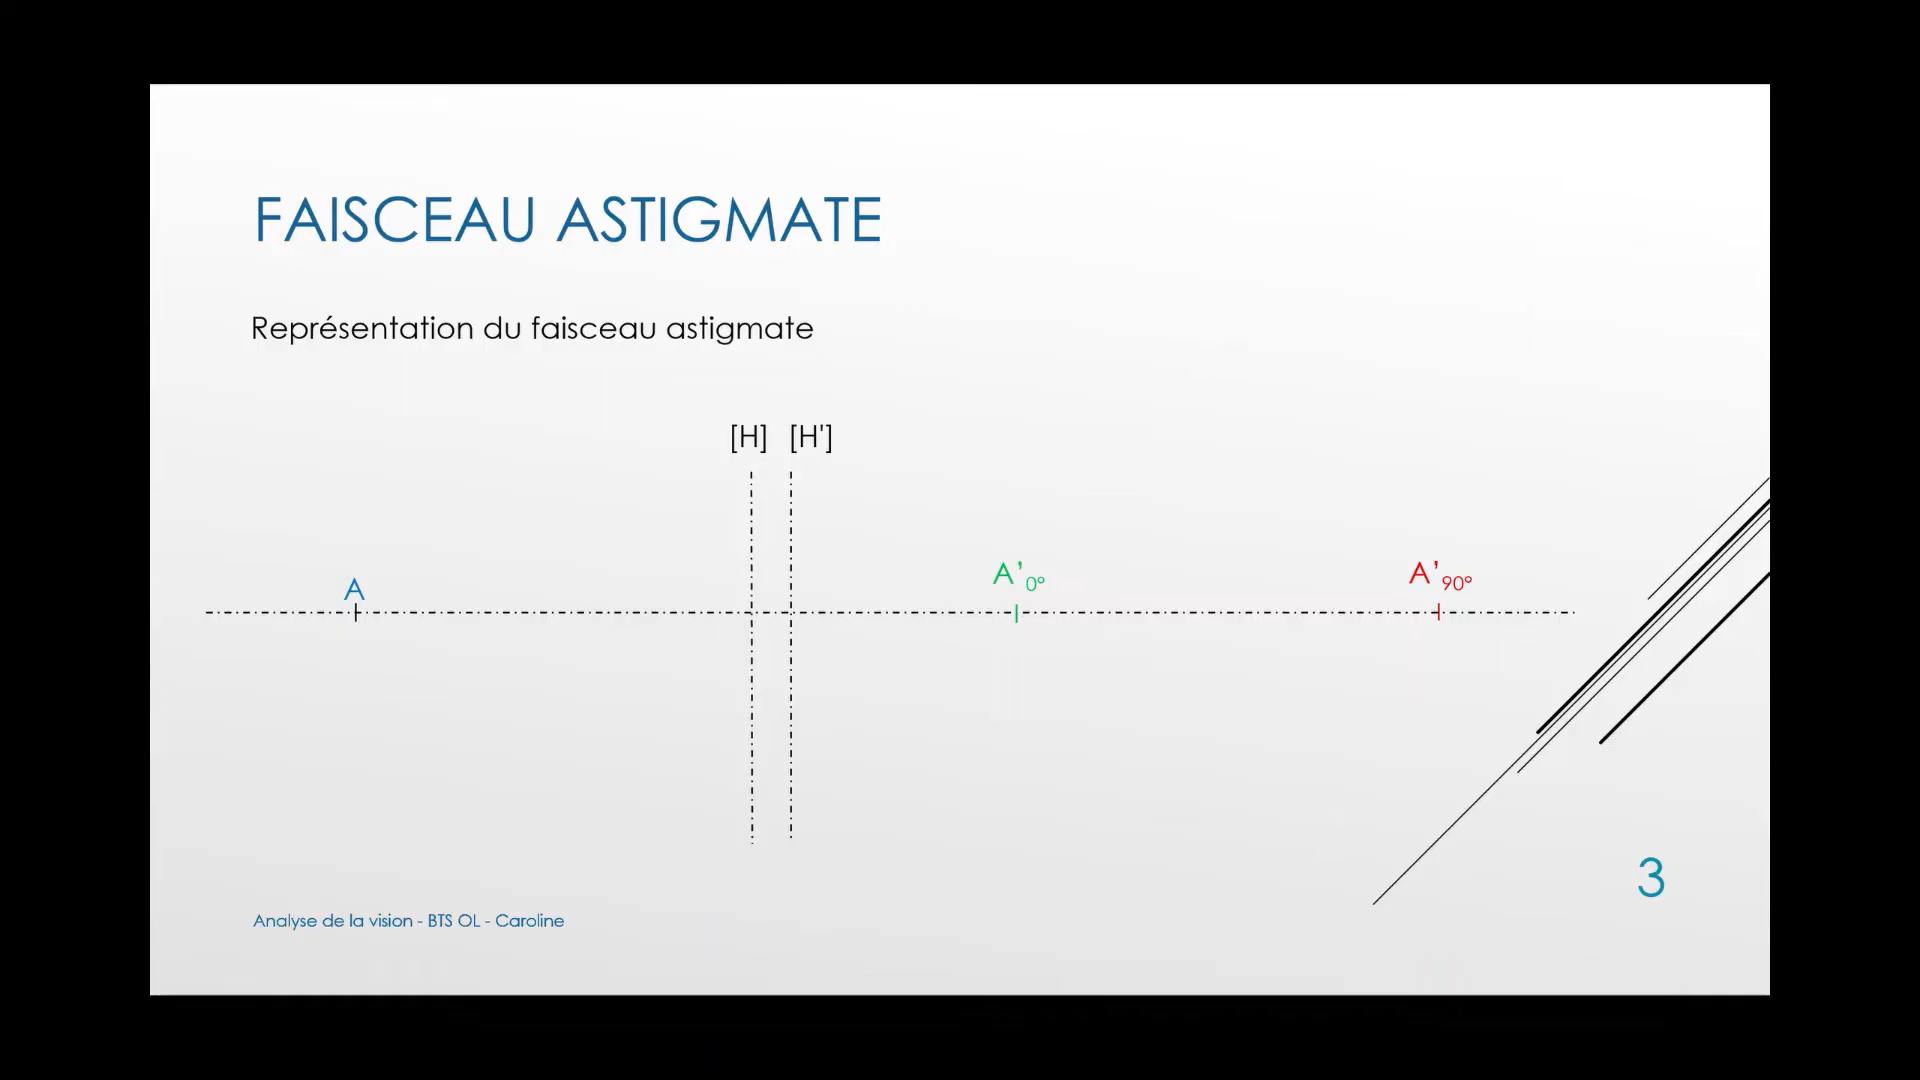 FAISCEAU ASTIGMATE
Représentation du faisceau astigmate
[H] [H']
A A'0° A'90°
3
Analyse de la vision - BTS OL - Caroline